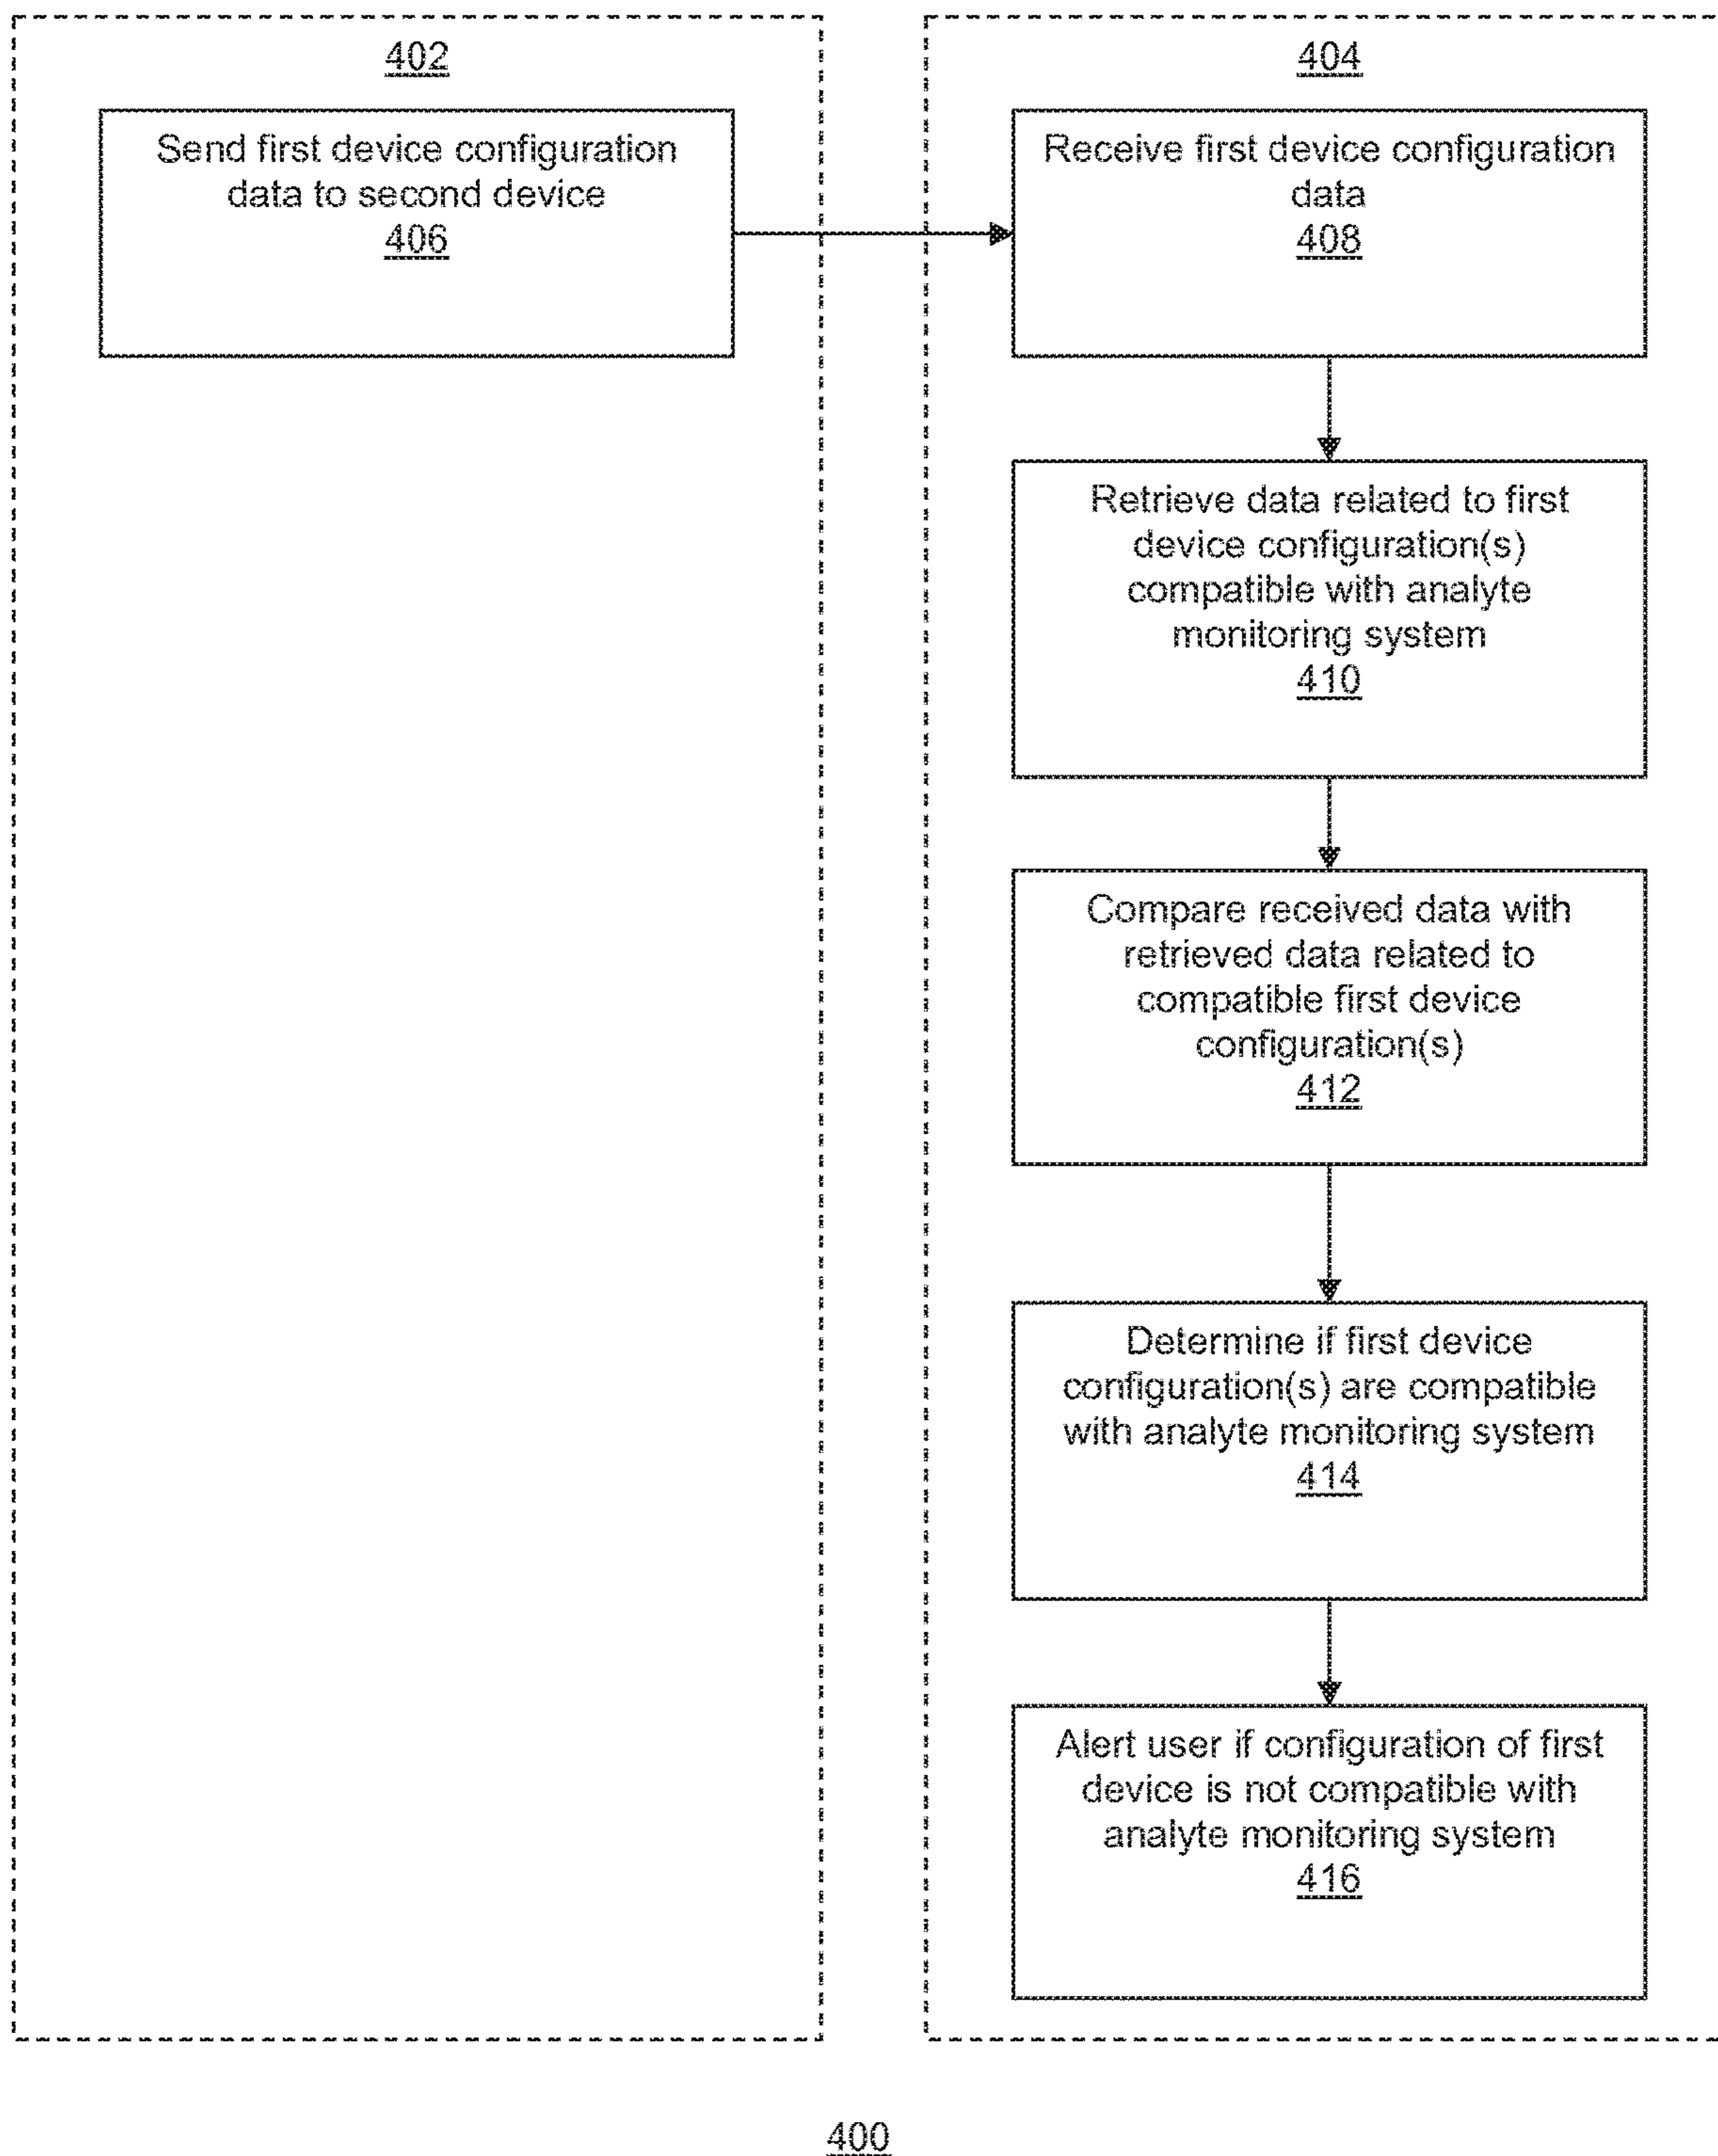 402
Send first device configuration
data to second device
406
404
Receive first device configuration
data
408
Retrieve data related to first
device configuration(s)
compatible with analyte
monitoring system
410
Compare received data with
retrieved data related to
compatible first device
configuration(s)
412
Determine if first device
configuration(s) are compatible
with analyte monitoring system
414
Alert user if configuration of first
device is not compatible with
analyte monitoring system
416
400